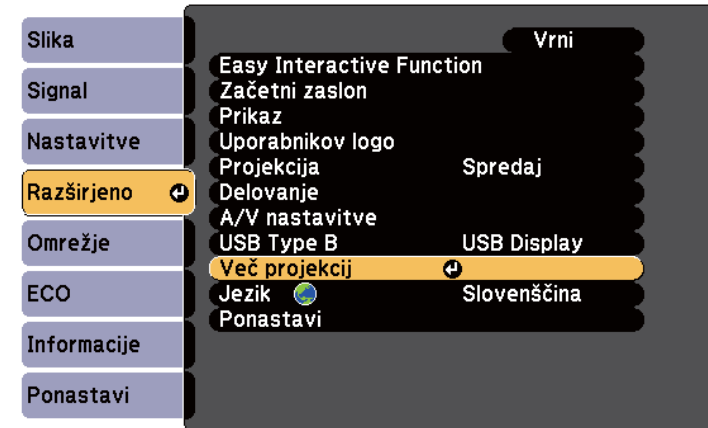 Slika
Signal
Nastavitve
Razširjeno
Omrežje
ECO
Informacije
Ponastavi
Vrni
Easy Interactive Function
Začetni zaslon
Prikaz
Uporabnikov logo
Projekcija Spredaj
Delovanje
A/V nastavitve
USB Type B USB Display
Več projekcij
Jezik Slovenščina
Ponastavi